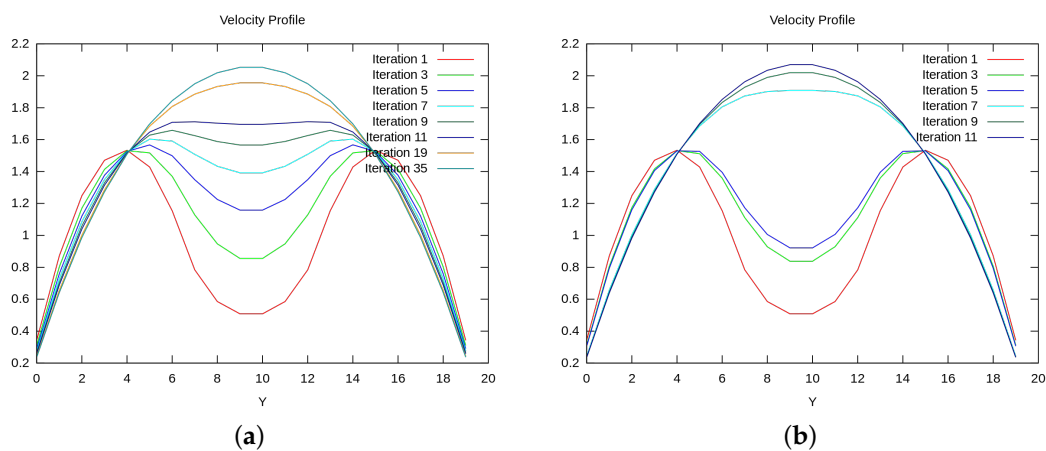 Velocity Profile
2.2
2
1.8
1.6
1.4
1.2
1
0.8
0.6
0.4
0.2
0 2 4 6 8 10 12 14 16 18 20
Y
Iteration 1
Iteration 3
Iteration 5
Iteration 7
Iteration 9
Iteration 11
Iteration 19
Iteration 35
(a)
Velocity Profile
2.2
2
1.8
1.6
1.4
1.2
1
0.8
0.6
0.4
0.2
0 2 4 6 8 10 12 14 16 18 20
Y
Iteration 1
Iteration 3
Iteration 5
Iteration 7
Iteration 9
Iteration 11
(b)